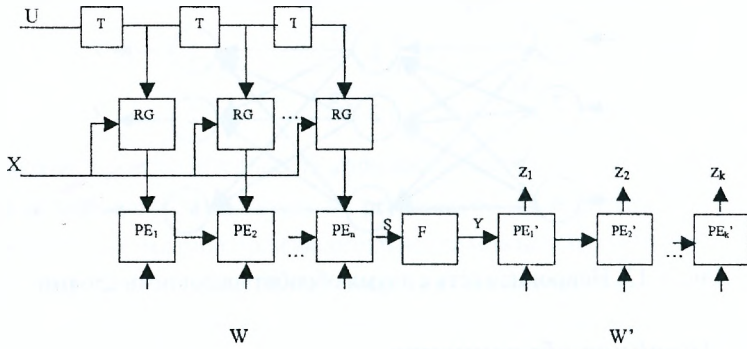 U T T T
RG RG ... RG
X
z₁ z₂ zₖ
PE₁ PE₂ ... PEₙ S F Y PE₁' PE₂' ... PEₖ'
W W'